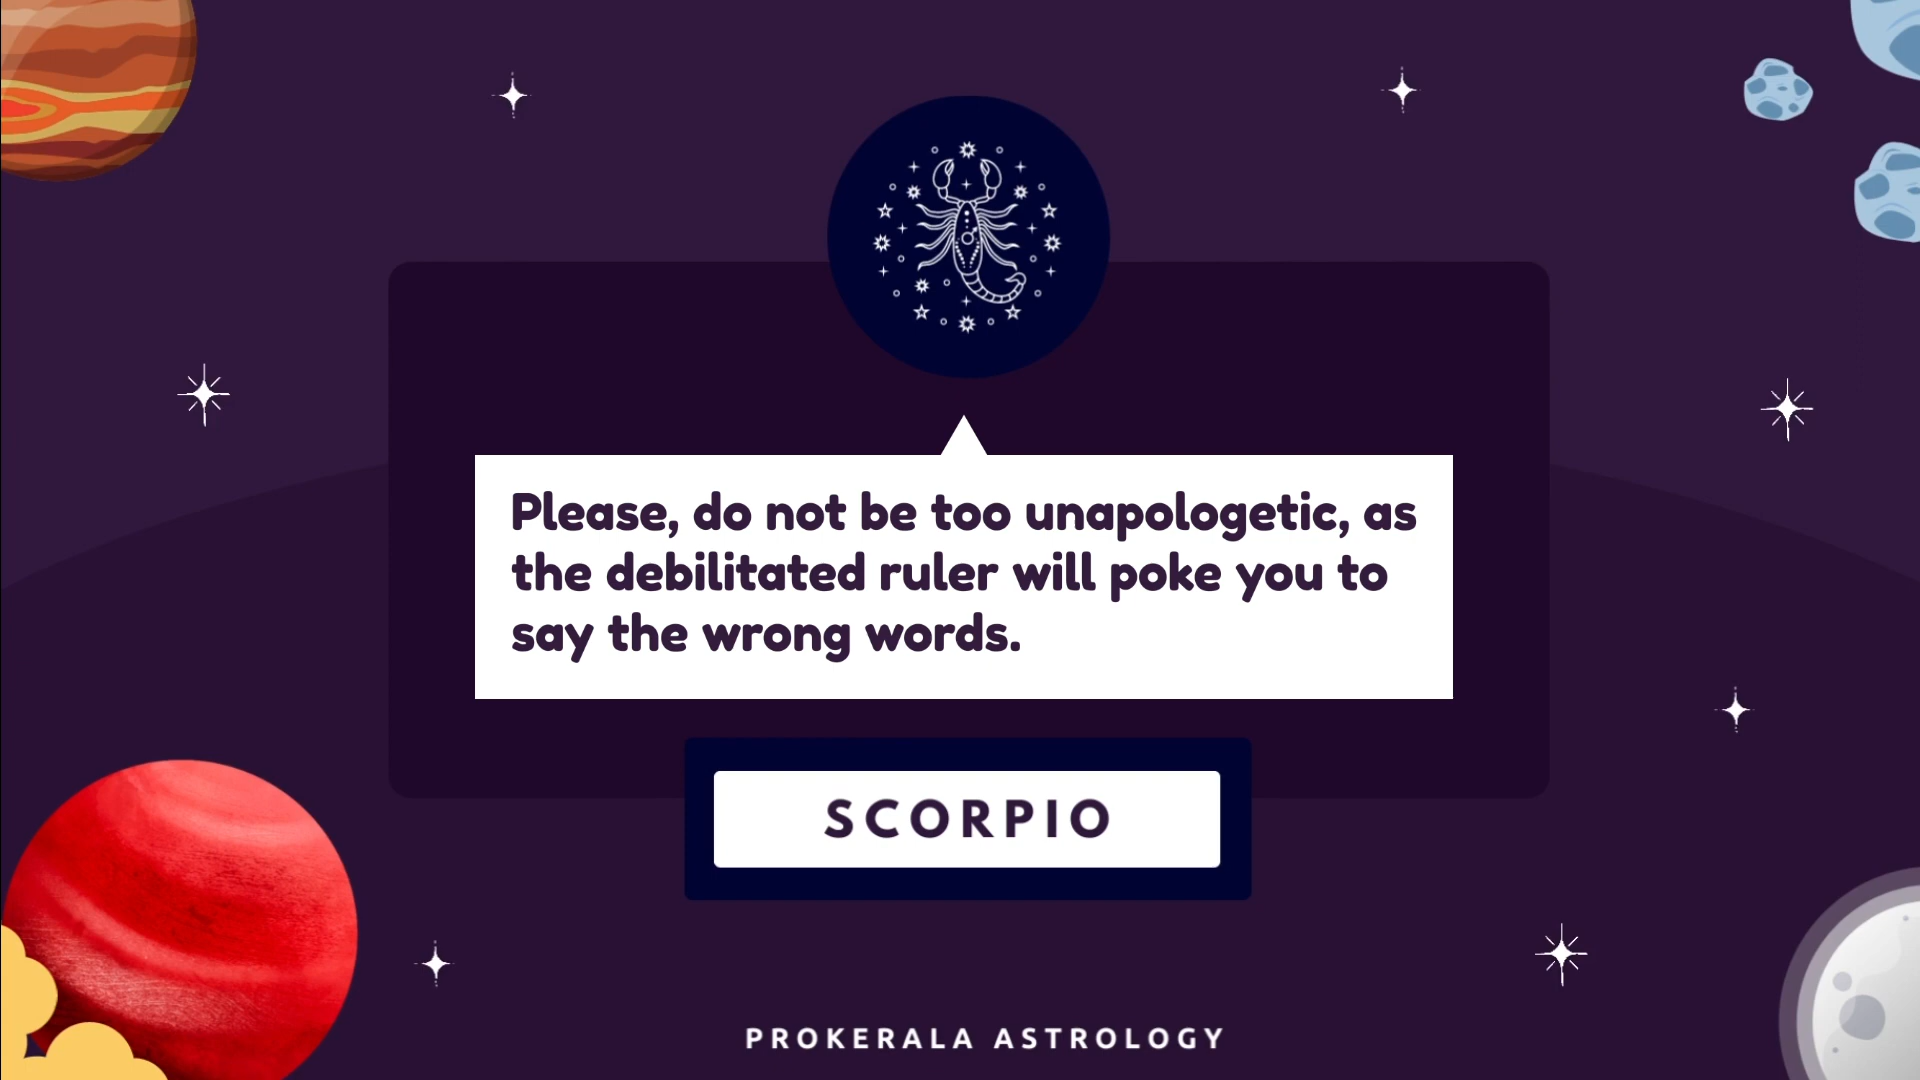 Please, do not be too unapologetic, as
the debilitated ruler will poke you to
say the wrong words.
SCORPIO
PROKERALA ASTROLOGY